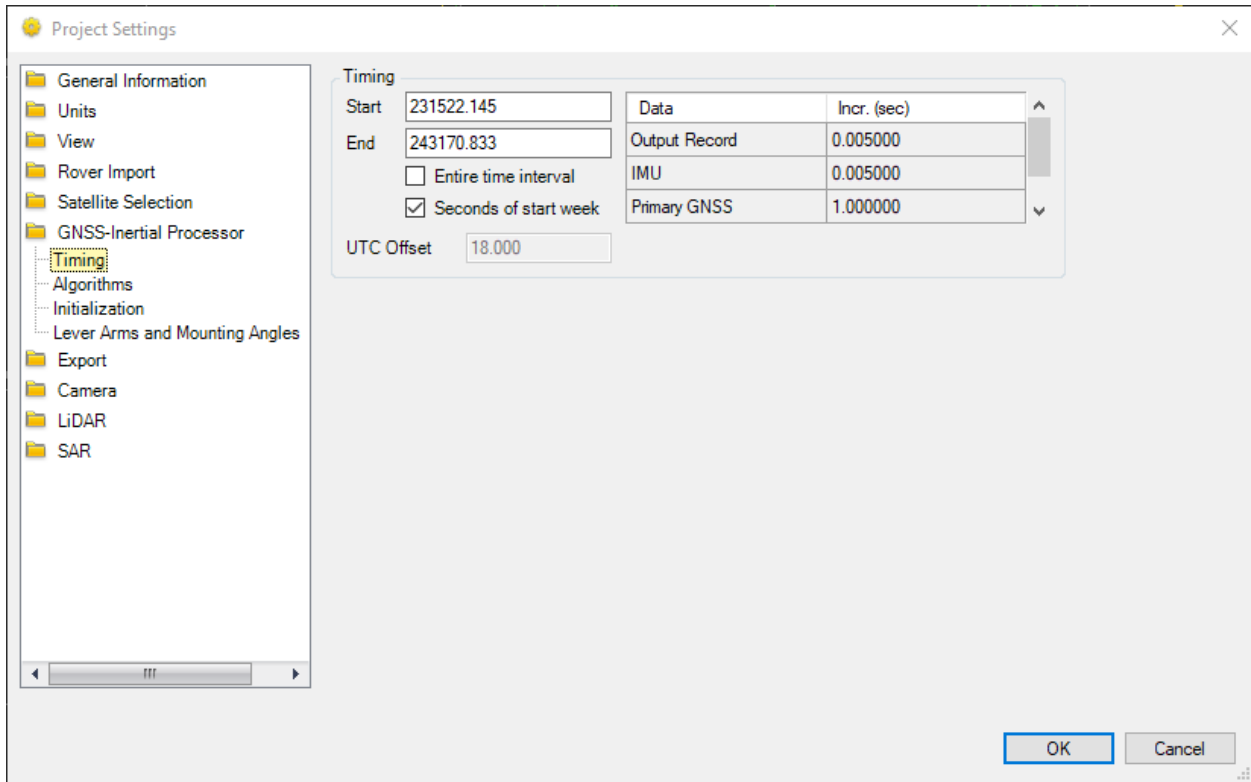 Project Settings
General Information
Units
View
Rover Import
Satellite Selection
GNSS-Inertial Processor
Timing
Algorithms
Initialization
Lever Arms and Mounting Angles
Export
Camera
LiDAR
SAR
Timing
Start 231522.145
End 243170.833
Entire time interval
Seconds of start week
UTC Offset 18.000
Data Incr. (sec)
Output Record 0.005000
IMU 0.005000
Primary GNSS 1.000000
OK Cancel